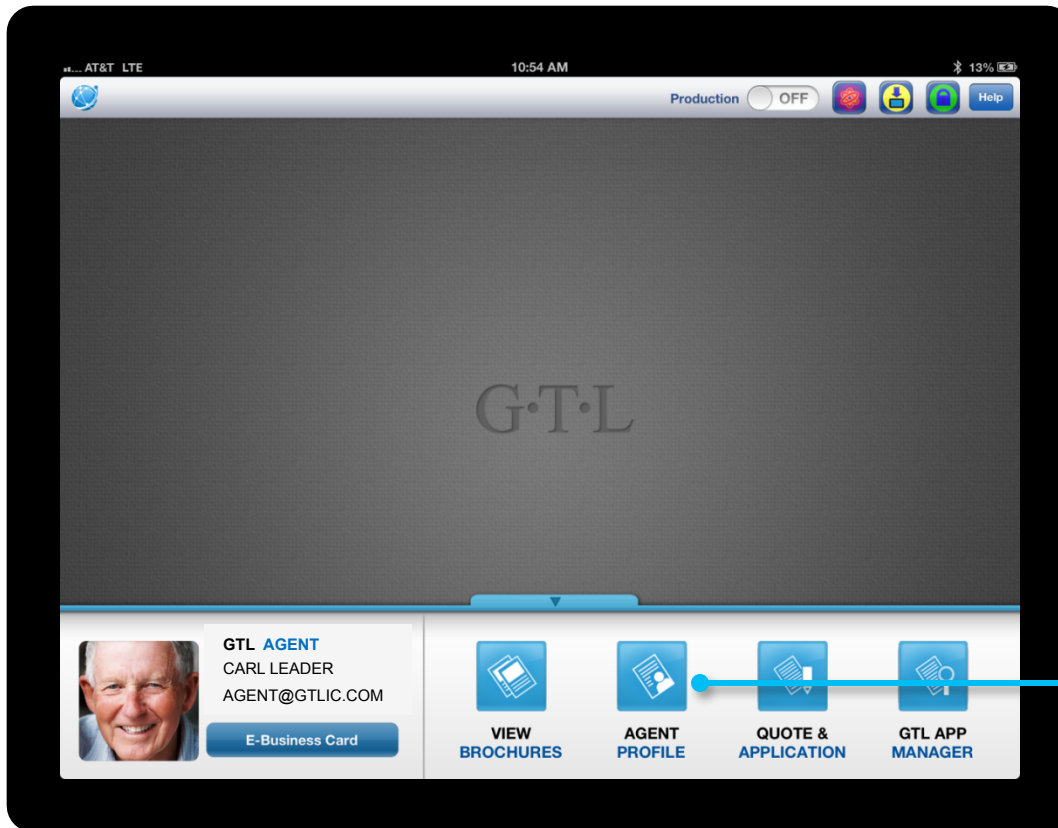 AT&T LTE
10:54 AM
13%
Production OFF
Help
G·T·L
GTL AGENT
CARL LEADER
AGENT@GTLIC.COM
E-Business Card
VIEW
BROCHURES
AGENT
PROFILE
QUOTE &
APPLICATION
GTL APP
MANAGER